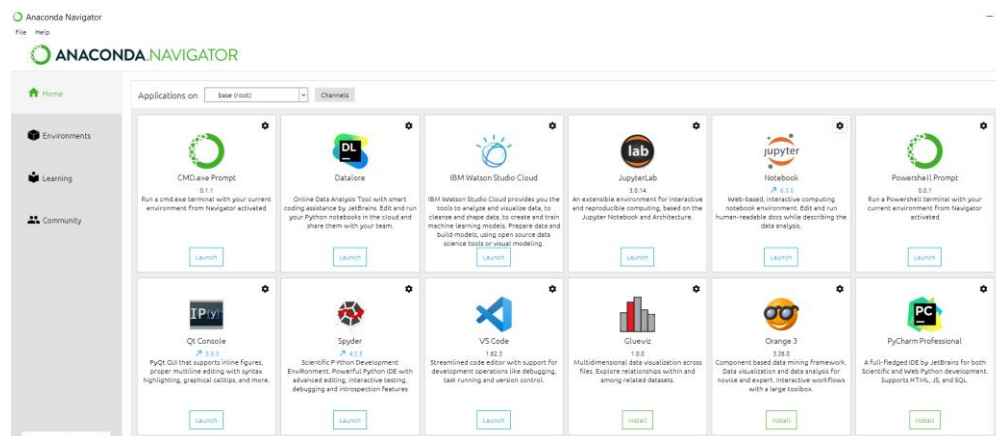 Anaconda Navigator
File Help
ANACONDA.NAVIGATOR
Home
Applications on base (root) Channels
Environments
Learning
Community
CMD.exe Prompt
0.1.1
Run a cmd.exe terminal with your current
environment from Navigator activated
Launch
DL
Datalore
Online Data Analysis Tool with smart
coding assistance by JetBrains. Edit and run
your Python notebooks in the cloud and
share them with your team.
Launch
IBM Watson Studio Cloud
IBM Watson Studio Cloud provides you the
tools to analyze and visualize data, to
cleanse and shape data, to create and train
machine learning models. Prepare data and
build models, using open source data
science tools or visual modeling.
Launch
lab
JupyterLab
3.0.14
An extensible environment for interactive
and reproducible computing, based on the
Jupyter Notebook and Architecture.
Launch
jupyter
Notebook
6.3.0
Web-based, interactive computing
notebook environment. Edit and run
human-readable docs while describing the
data analysis.
Launch
Powershell Prompt
0.0.1
Run a Powershell terminal with your
current environment from Navigator
activated
Launch
IP[y]:
Qt Console
5.0.3
PyQt GUI that supports inline figures,
proper multiline editing with syntax
highlighting, graphical calltips, and more.
Launch
Spyder
Scientific PYthon Development
EnviRonment. Powerful Python IDE with
advanced editing, interactive testing,
debugging and introspection features
Launch
VS Code
1.62.3
Streamlined code editor with support for
development operations like debugging,
task running and version control.
Launch
Glueviz
1.0.0
Multidimensional data visualization across
files. Explore relationships within and
among related datasets.
Install
Orange 3
3.26.0
Component based data mining framework.
Data visualization and data analysis for
novice and expert. Interactive workflows
with a large toolbox.
Install
PC
PyCharm Professional
A full-fledged IDE by JetBrains for both
Scientific and Web Python development.
Supports HTML, JS, and SQL.
Install